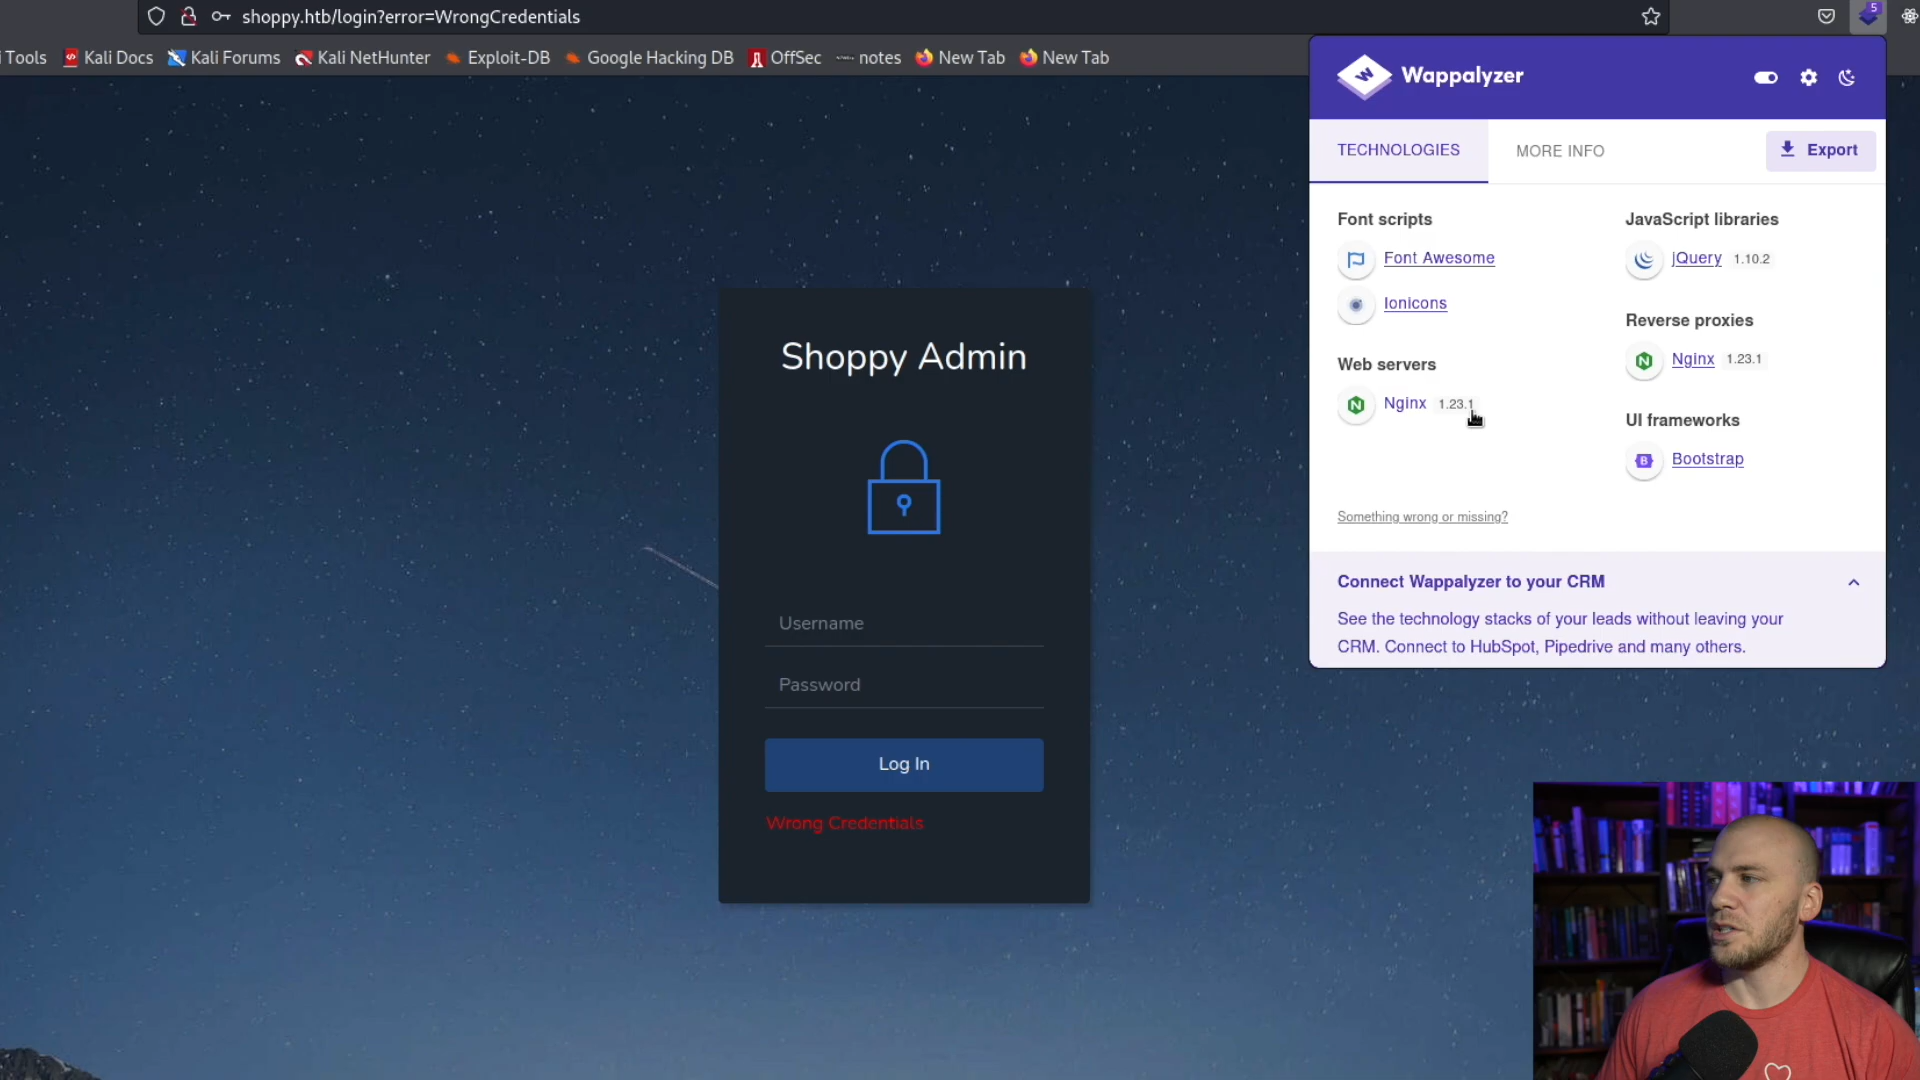 shoppy.htb/login?error=WrongCredentials
5
Tools
Kali Docs
Kali Forums
Kali NetHunter
Exploit-DB
Google Hacking DB
OffSec
notes
New Tab
New Tab
Wappalyzer
TECHNOLOGIES
MORE INFO
Export
Font scripts
Font Awesome
Ionicons
Web servers
Nginx 1.23.1
JavaScript libraries
jQuery 1.10.2
Reverse proxies
Nginx 1.23.1
UI frameworks
Bootstrap
Something wrong or missing?
Connect Wappalyzer to your CRM
See the technology stacks of your leads without leaving your
CRM. Connect to HubSpot, Pipedrive and many others.
Shoppy Admin
Username
Password
Log In
Wrong Credentials